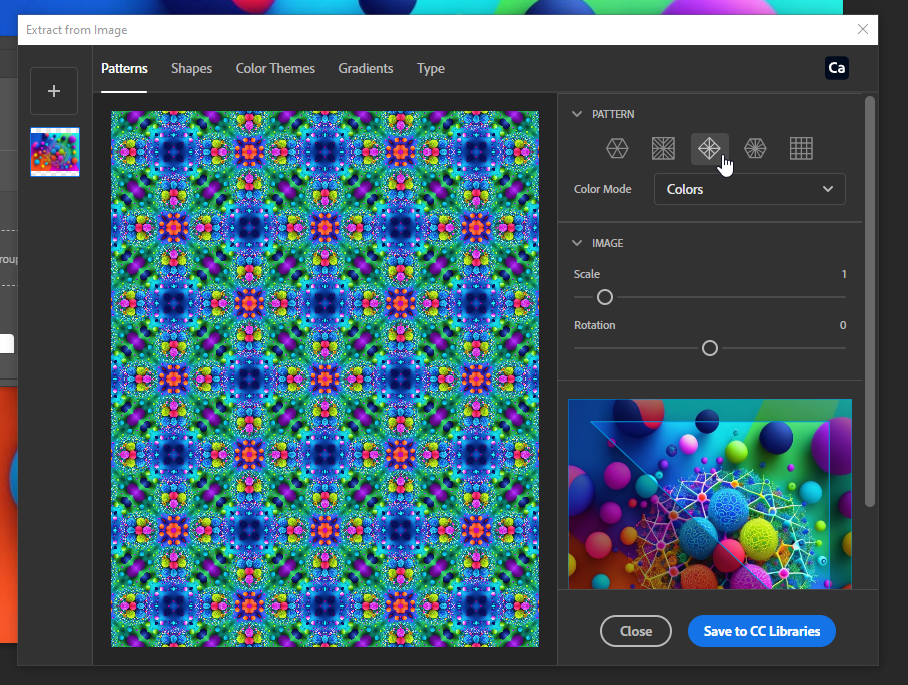 Extract from Image
Patterns Shapes Color Themes Gradients Type
Ca
PATTERN
Color Mode Colors
IMAGE
Scale 1
Rotation 0
Close Save to CC Libraries